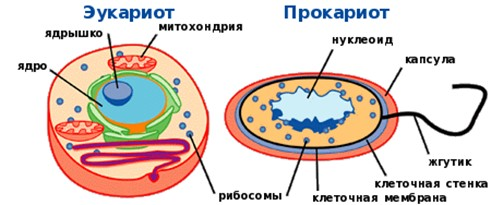 Эукариот
Прокариот
ядрышко
митохондрия
ядро
нуклеоид
капсула
жгутик
клеточная стенка
рибосомы
клеточная мембрана